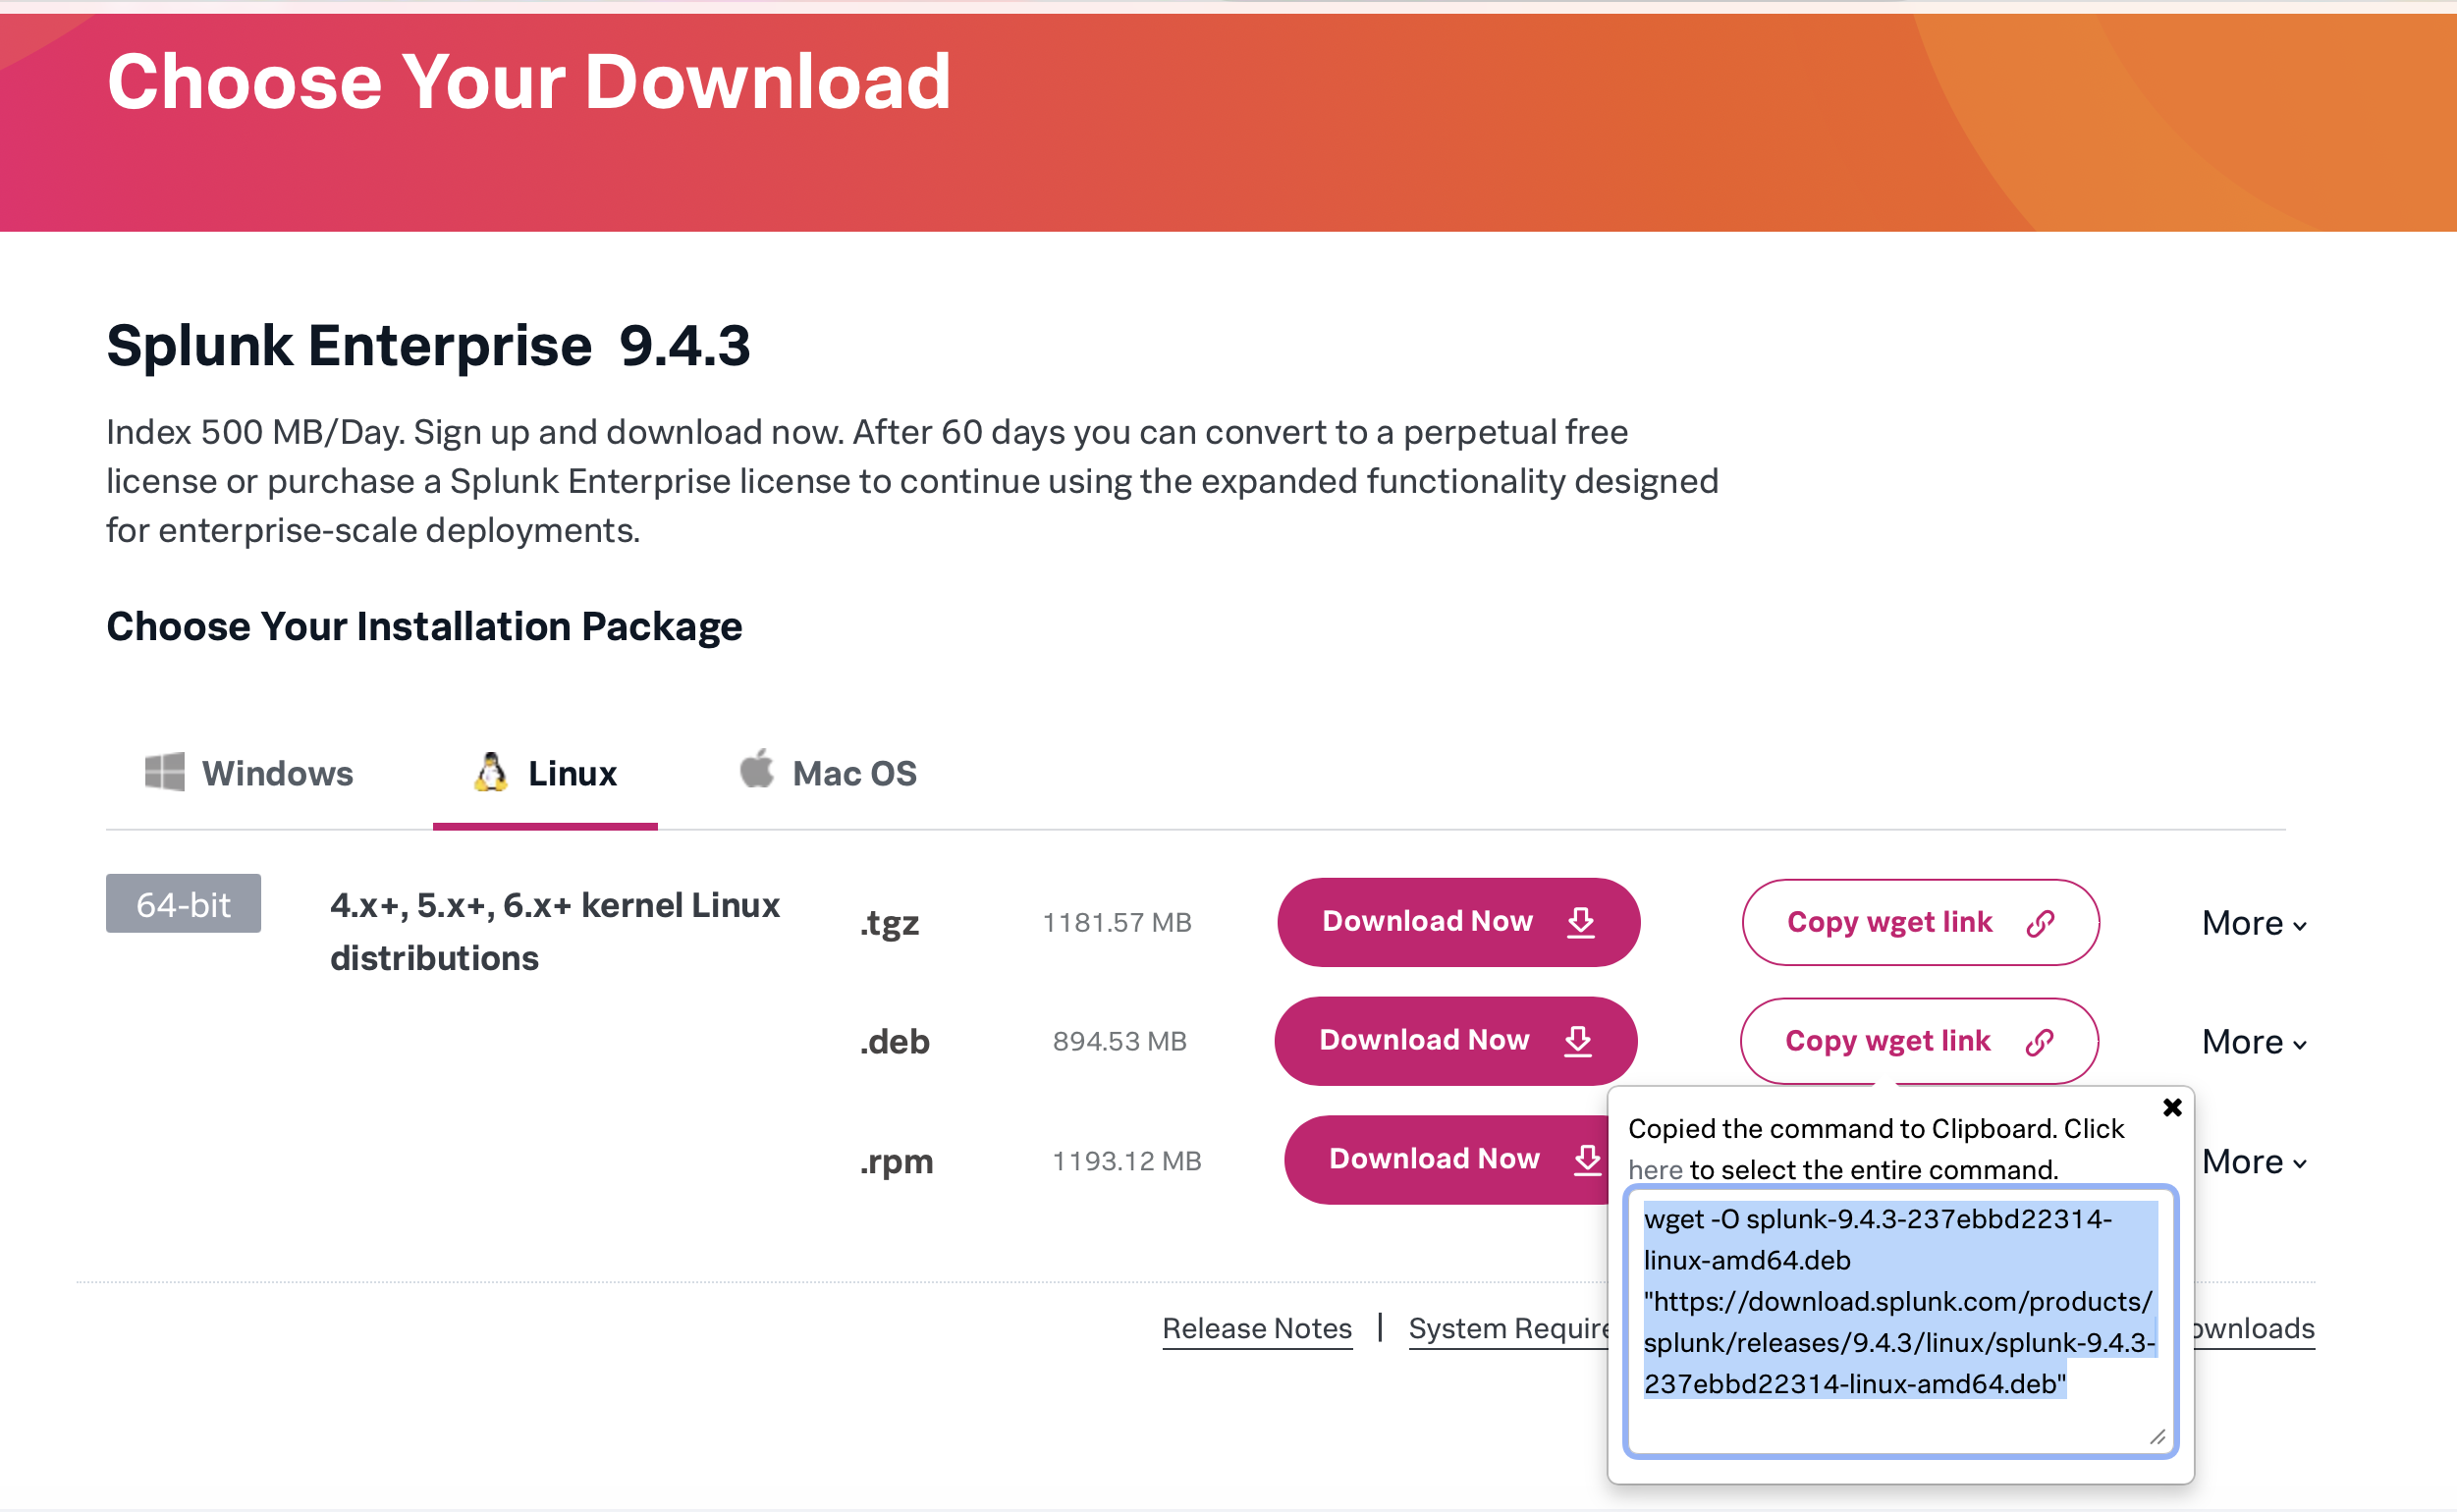 Choose Your Download
Splunk Enterprise 9.4.3
Index 500 MB/Day. Sign up and download now. After 60 days you can convert to a perpetual free
license or purchase a Splunk Enterprise license to continue using the expanded functionality designed
for enterprise-scale deployments.
Choose Your Installation Package
Windows
Linux
Mac OS
64-bit
4.x+, 5.x+, 6.x+ kernel Linux
distributions
.tgz
1181.57 MB
Download Now
Copy wget link
More
.deb
894.53 MB
Download Now
Copy wget link
More
.rpm
1193.12 MB
Download Now
More
Copied the command to Clipboard. Click
here to select the entire command.
wget -O splunk-9.4.3-237ebbd22314-
linux-amd64.deb
"https://download.splunk.com/products/
splunk/releases/9.4.3/linux/splunk-9.4.3-
237ebbd22314-linux-amd64.deb"
Release Notes | System Require
ownloads